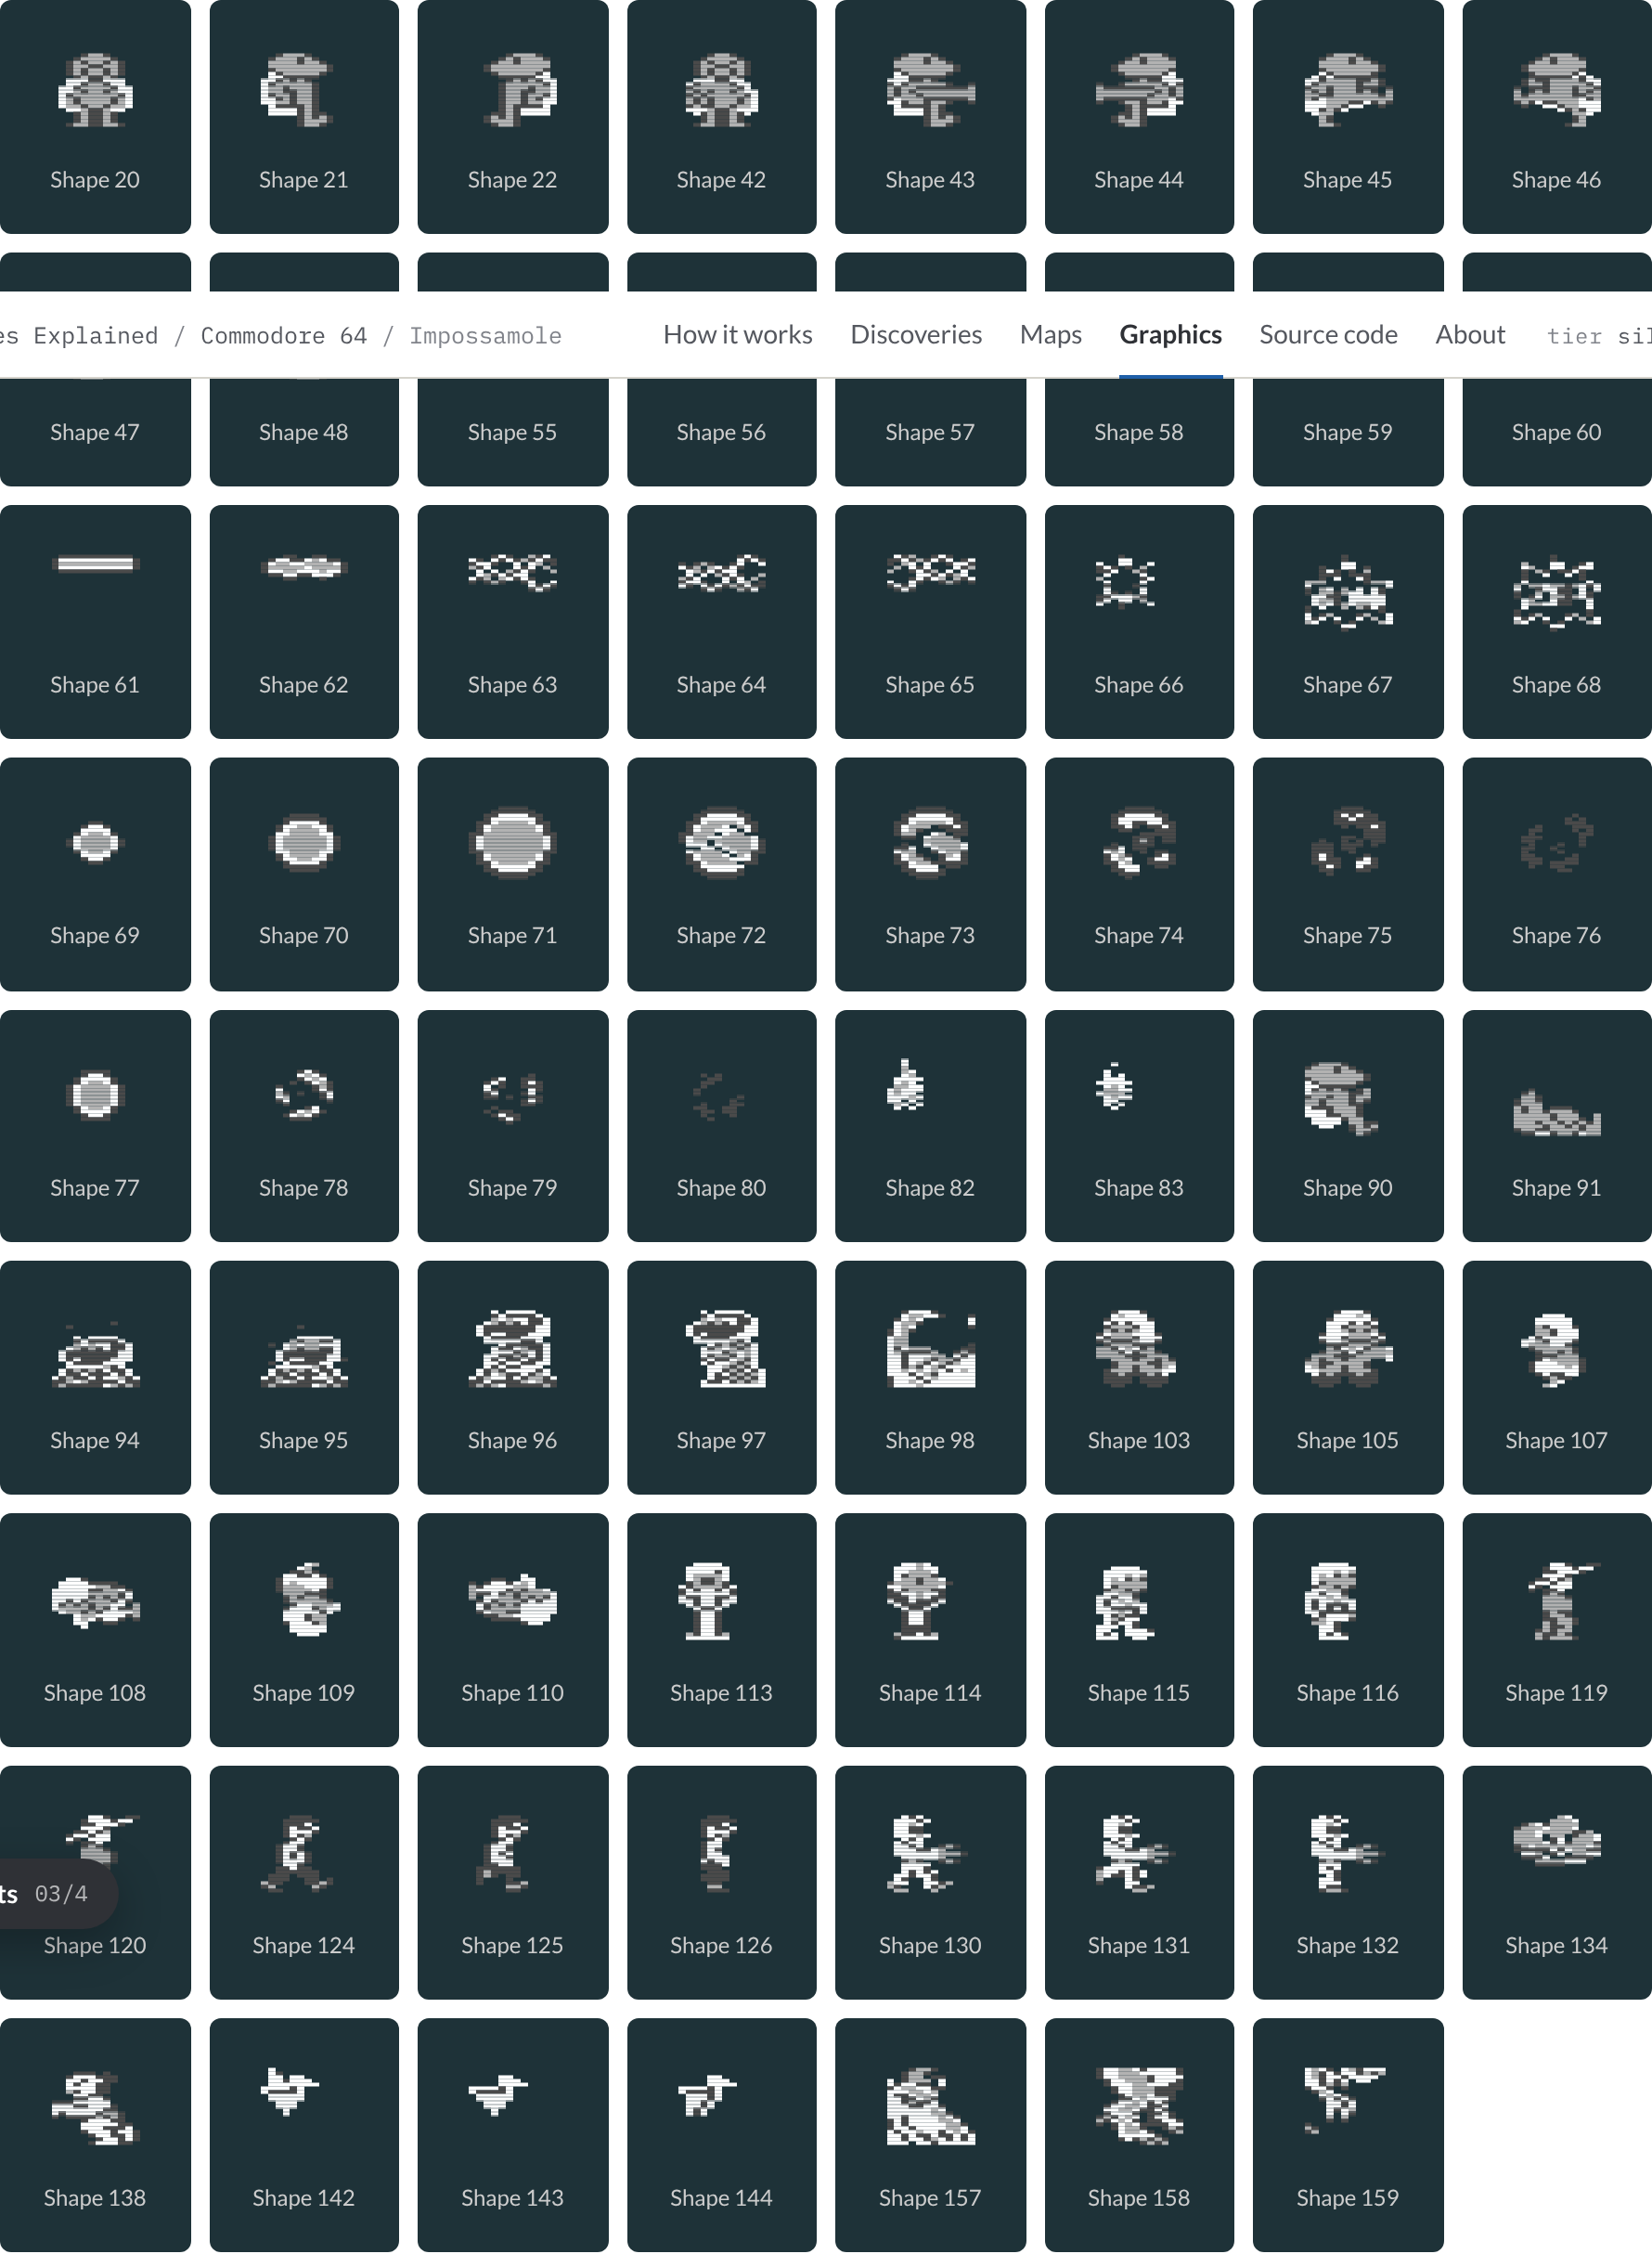 Shape 20 Shape 21 Shape 22 Shape 42 Shape 43 Shape 44 Shape 45 Shape 46
es Explained / Commodore 64 / Impossamole How it works Discoveries Maps Graphics Source code About tier sil
Shape 47 Shape 48 Shape 55 Shape 56 Shape 57 Shape 58 Shape 59 Shape 60
Shape 61 Shape 62 Shape 63 Shape 64 Shape 65 Shape 66 Shape 67 Shape 68
Shape 69 Shape 70 Shape 71 Shape 72 Shape 73 Shape 74 Shape 75 Shape 76
Shape 77 Shape 78 Shape 79 Shape 80 Shape 82 Shape 83 Shape 90 Shape 91
Shape 94 Shape 95 Shape 96 Shape 97 Shape 98 Shape 103 Shape 105 Shape 107
Shape 108 Shape 109 Shape 110 Shape 113 Shape 114 Shape 115 Shape 116 Shape 119
ts 03/4
Shape 120 Shape 124 Shape 125 Shape 126 Shape 130 Shape 131 Shape 132 Shape 134
Shape 138 Shape 142 Shape 143 Shape 144 Shape 157 Shape 158 Shape 159